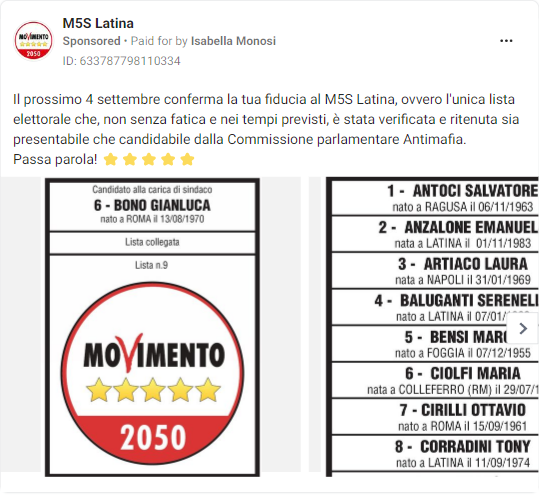 M5S Latina
Sponsored • Paid for by Isabella Monosi
ID: 633787798110334
Il prossimo 4 settembre conferma la tua fiducia al M5S Latina, ovvero l'unica lista
elettorale che, non senza fatica e nei tempi previsti, è stata verificata e ritenuta sia
presentabile che candidabile dalla Commissione parlamentare Antimafia.
Passa parola! ⭐⭐⭐⭐⭐
MOVIMENTO
2050
Candidato alla carica di sindaco
6 - BONO GIANLUCA
nato a ROMA il 13/08/1970
Lista collegata
Lista n.9
MOVIMENTO
2050
1 - ANTOCI SALVATORE
nato a RAGUSA il 06/11/1963
2 - ANZALONE EMANUEL
nata a LATINA il 01/11/1983
3 - ARTIACO LAURA
nata a NAPOLI il 31/01/1969
4 - BALUGANTI SERENELL
nato a LATINA il 07/01/
5 - BENSI MARC
nato a FOGGIA il 07/12/1955
6 - CIOLFI MARIA
nata a COLLEFERRO (RM) il 29/07/1
7 - CIRILLI OTTAVIO
nato a ROMA il 15/09/1961
8 - CORRADINI TONY
nato a LATINA il 11/09/1974